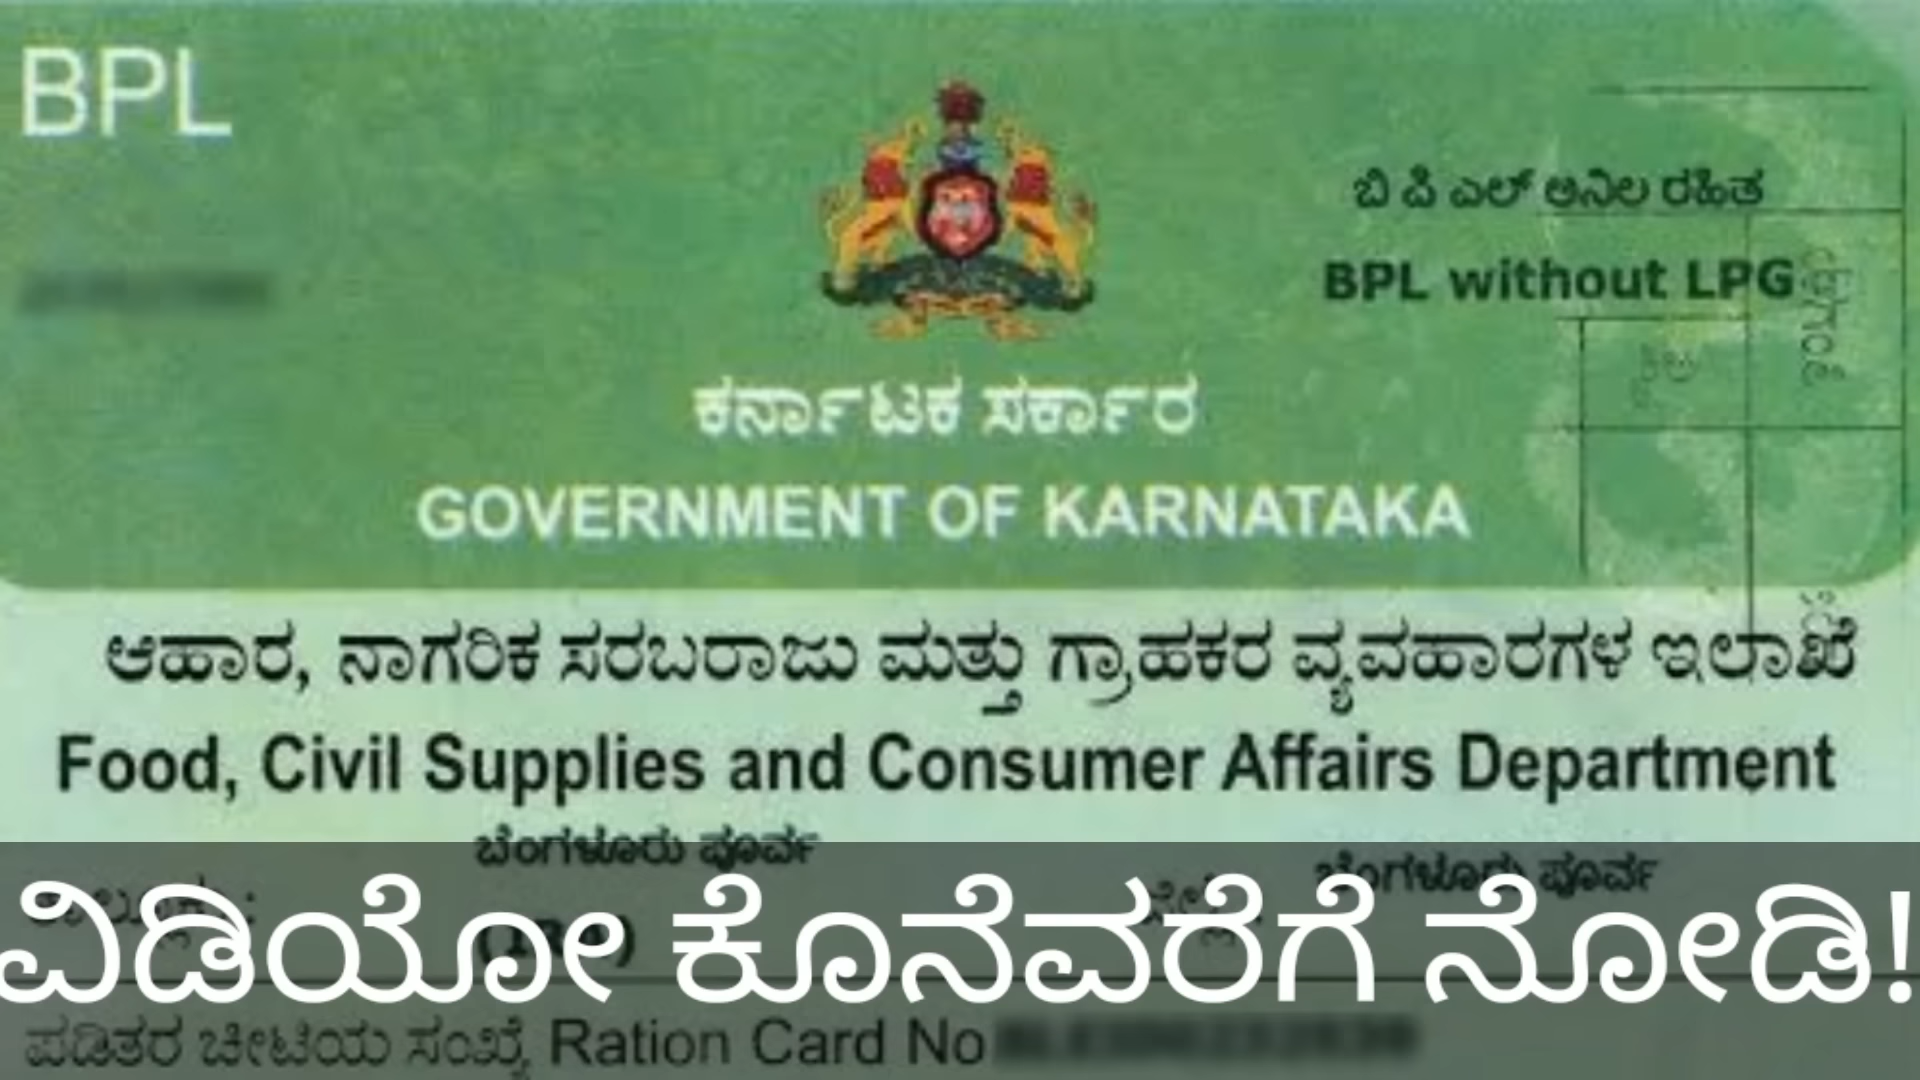 BPL
ಬಿ ಪಿ ಎಲ್ ಅನಿಲ ರಹಿತ
BPL without LPG
ಕರ್ನಾಟಕ ಸರ್ಕಾರ
GOVERNMENT OF KARNATAKA
ಆಹಾರ, ನಾಗರಿಕ ಸರಬರಾಜು ಮತ್ತು ಗ್ರಾಹಕರ ವ್ಯವಹಾರಗಳ ಇಲಾಖೆ
Food, Civil Supplies and Consumer Affairs Department
ಬೆಂಗಳೂರು ಪೂರ್ವ ಬೆಂಗಳೂರು ಪೂರ್ವ
ವಿಡಿಯೋ ಕೊನೆವರೆಗೆ ನೋಡಿ!
ಪಡಿತರ ಚೀಟಿಯ ಸಂಖ್ಯೆ Ration Card No